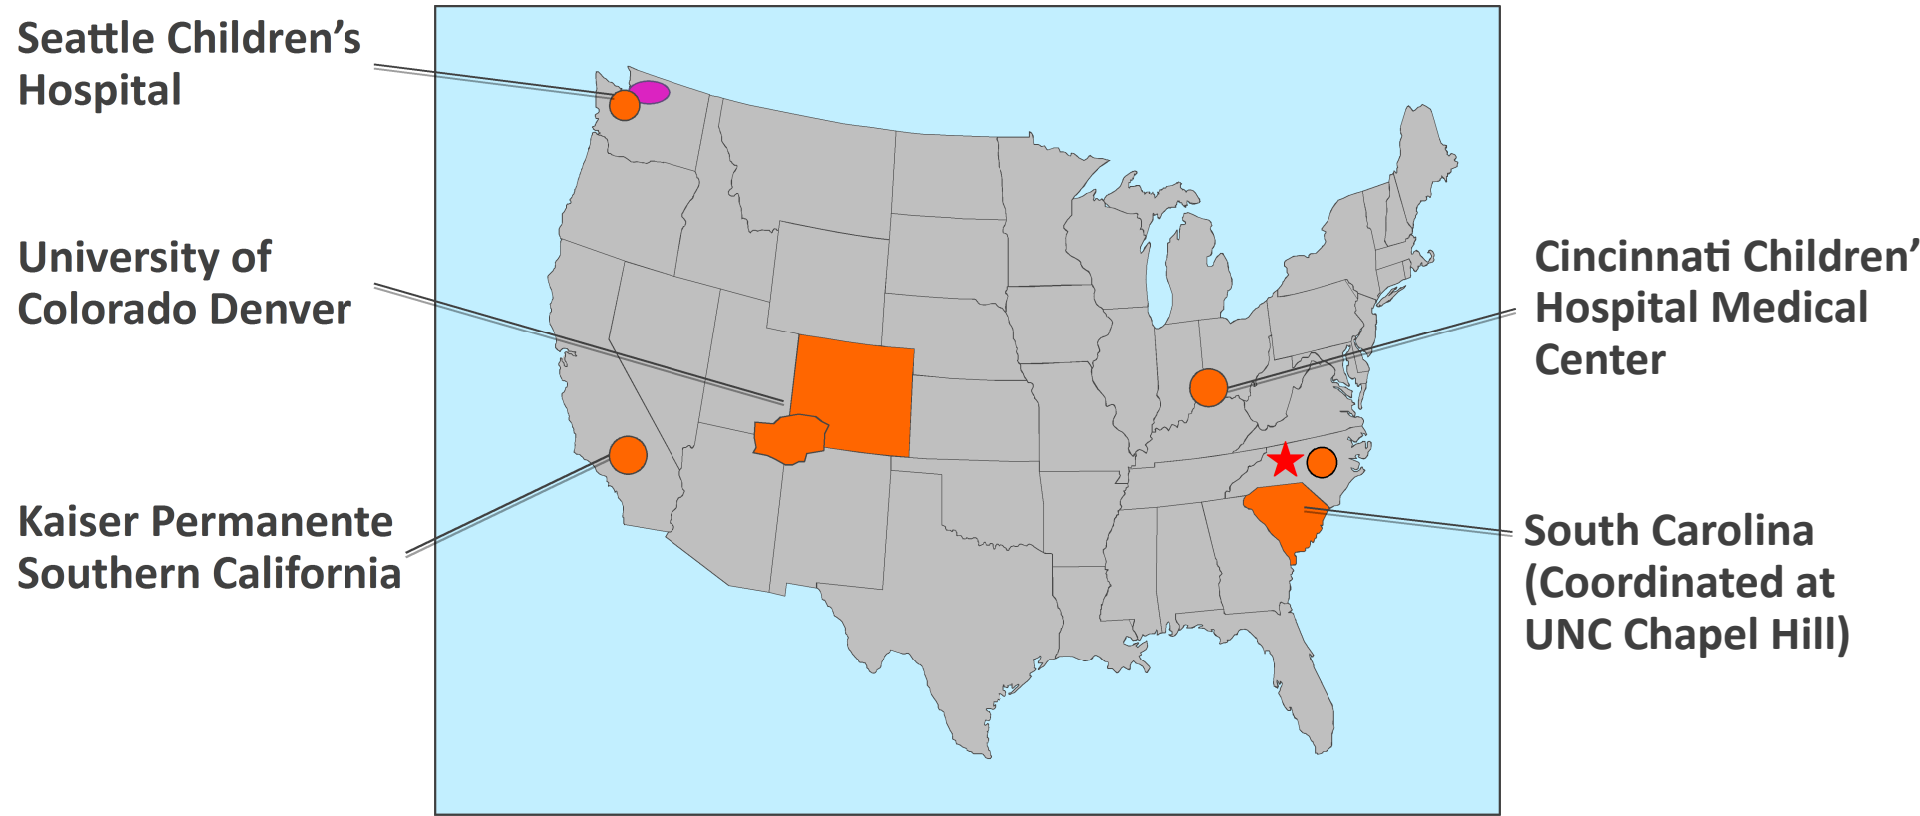 Seattle Children’s
Hospital
University of
Colorado Denver
Kaiser Permanente
Southern California
Cincinnati Children’
Hospital Medical
Center
South Carolina
(Coordinated at
UNC Chapel Hill)